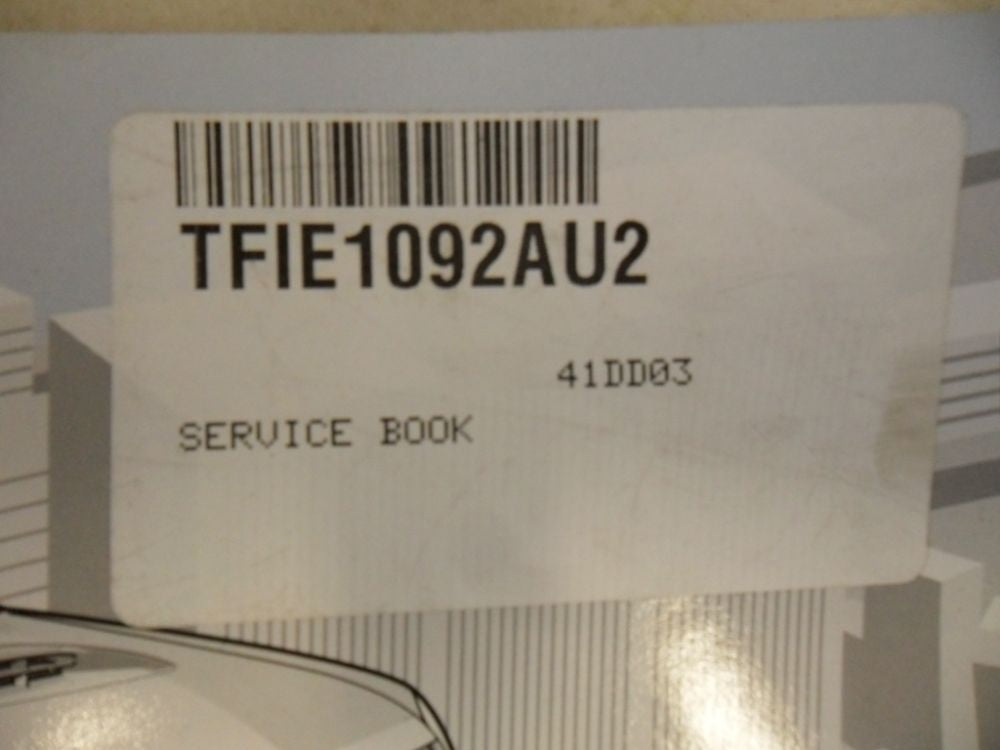 TFIE1092AU2
41DD03
SERVICE BOOK